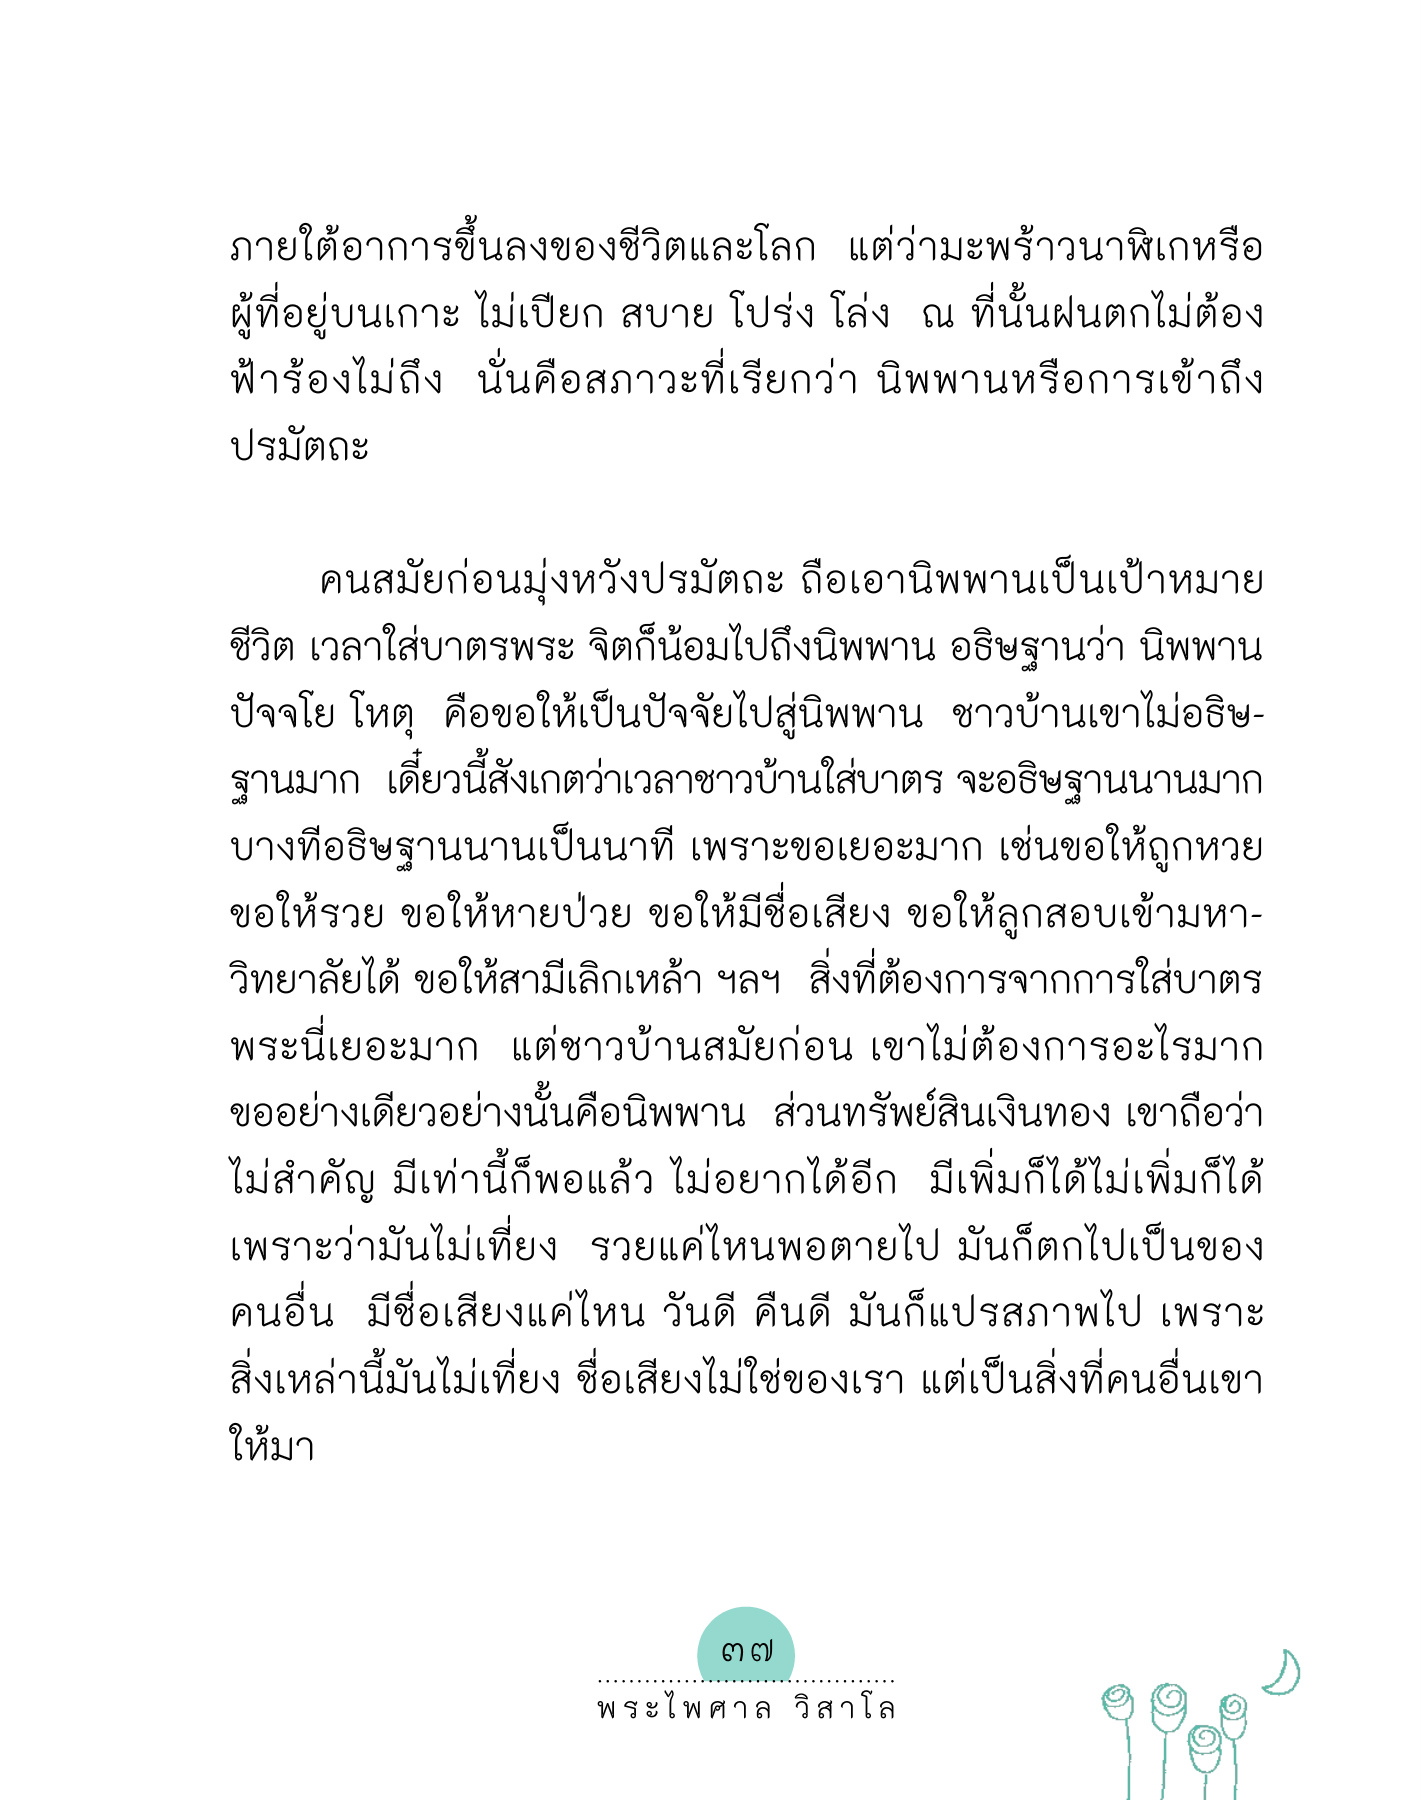 ภายใต้อาการขึ้นลงของชีวิตและโลก แต่ว่ามะพร้าวนาฬิเกหรือ
ผู้ที่อยู่บนเกาะ ไม่เปียก สบาย โปร่ง โล่ง ณ ที่นั้นฝนตกไม่ต้อง
ฟ้าร้องไม่ถึง นั่นคือสภาวะที่เรียกว่า นิพพานหรือการเข้าถึง
ปรมัตถะ
คนสมัยก่อนมุ่งหวังปรมัตถะ ถือเอานิพพานเป็นเป้าหมาย
ชีวิต เวลาใส่บาตรพระ จิตก็น้อมไปถึงนิพพาน อธิษฐานว่า นิพพาน
ปัจจโย โหตุ คือขอให้เป็นปัจจัยไปสู่นิพพาน ชาวบ้านเขาไม่อธิษ-
ฐานมาก เดี๋ยวนี้สังเกตว่าเวลาชาวบ้านใส่บาตร จะอธิษฐานนานมาก
บางทีอธิษฐานนานเป็นนาที เพราะขอเยอะมาก เช่นขอให้ถูกหวย
ขอให้รวย ขอให้หายป่วย ขอให้มีชื่อเสียง ขอให้ลูกสอบเข้ามหา-
วิทยาลัยได้ ขอให้สามีเลิกเหล้า ฯลฯ สิ่งที่ต้องการจากการใส่บาตร
พระนี่เยอะมาก แต่ชาวบ้านสมัยก่อน เขาไม่ต้องการอะไรมาก
ขออย่างเดียวอย่างนั้นคือนิพพาน ส่วนทรัพย์สินเงินทอง เขาถือว่า
ไม่สำคัญ มีเท่านี้ก็พอแล้ว ไม่อยากได้อีก มีเพิ่มก็ได้ไม่เพิ่มก็ได้
เพราะว่ามันไม่เที่ยง รวยแค่ไหนพอตายไป มันก็ตกไปเป็นของ
คนอื่น มีชื่อเสียงแค่ไหน วันดี คืนดี มันก็แปรสภาพไป เพราะ
สิ่งเหล่านี้มันไม่เที่ยง ชื่อเสียงไม่ใช่ของเรา แต่เป็นสิ่งที่คนอื่นเขา
ให้มา
๓๗
พระไพศาล วิสาโล